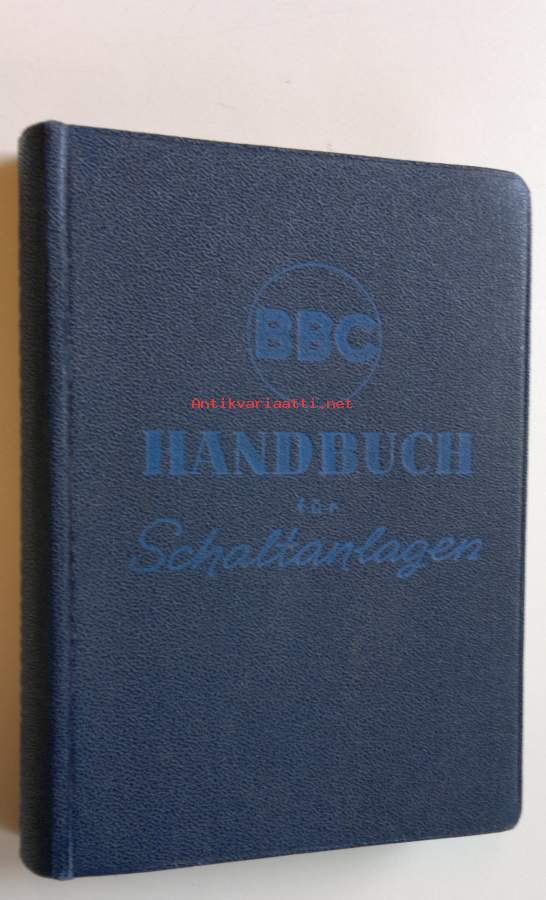 BBC
Antikvariaatti.net
HANDBUCH
für
Schaltanlagen